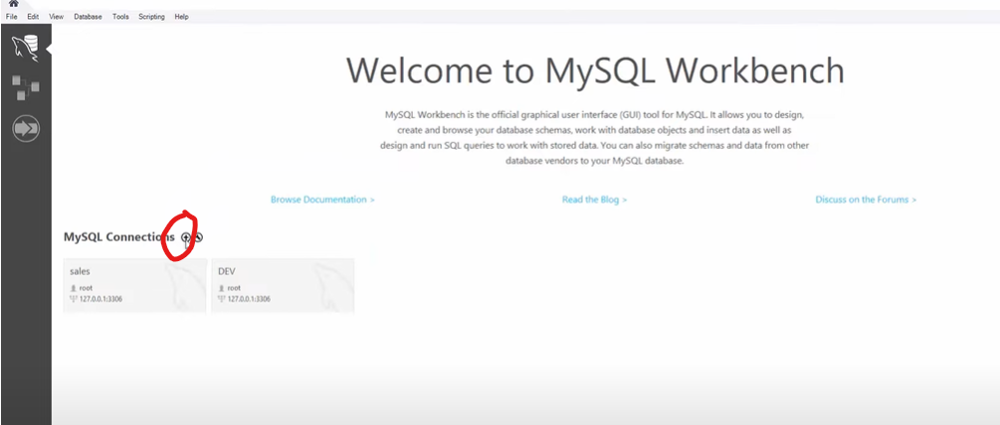 File Edit View Database Tools Scripting Help
Welcome to MySQL Workbench
MySQL Workbench is the official graphical user interface (GUI) tool for MySQL. It allows you to design,
create and browse your database schemas, work with database objects and insert data as well as
design and run SQL queries to work with stored data. You can also migrate schemas and data from other
database vendors to your MySQL database.
Browse Documentation > Read the Blog > Discuss on the Forums >
MySQL Connections
sales DEV
root root
127.0.0.1:3306 127.0.0.1:3306